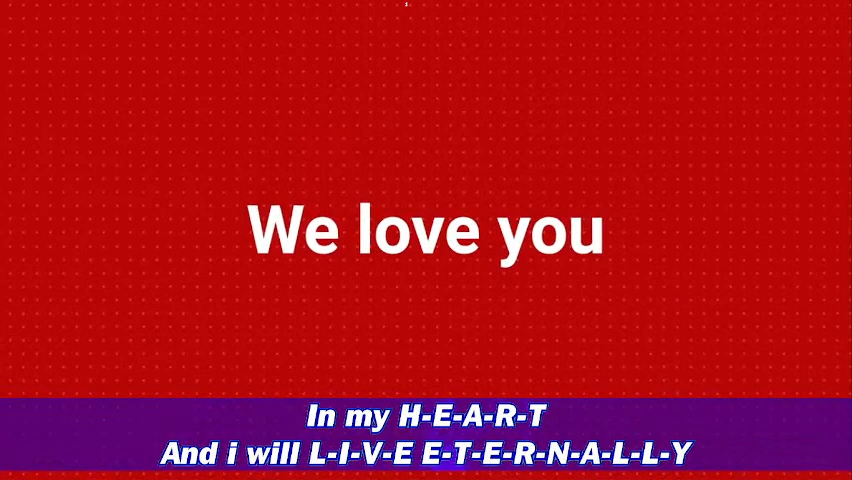 We love you
In my H-E-A-R-T
And i will L-I-V-E E-T-E-R-N-A-L-L-Y